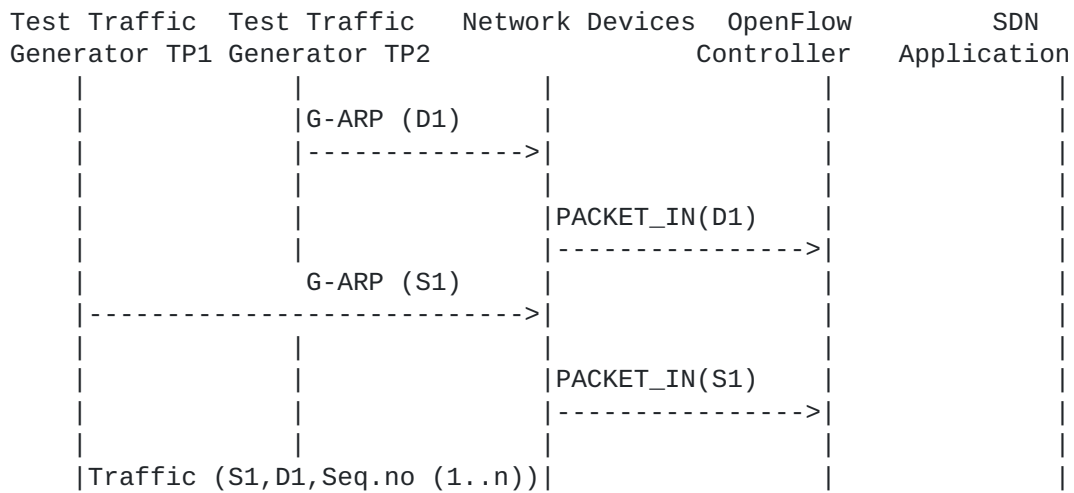 Test Traffic  Test Traffic   Network Devices  OpenFlow         SDN
Generator TP1 Generator TP2                 Controller   Application
G-ARP (D1)
PACKET_IN(D1)
G-ARP (S1)
PACKET_IN(S1)
Traffic (S1,D1,Seq.no (1..n))